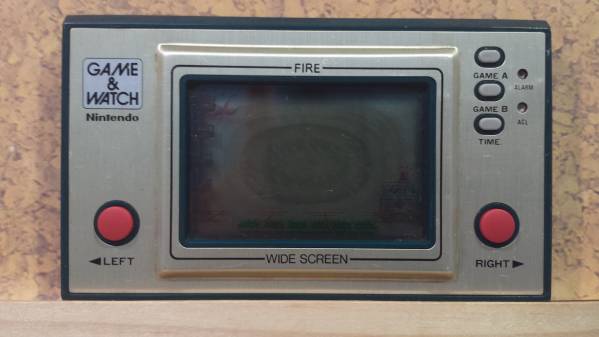 GAME
&
WATCH
Nintendo
FIRE
GAME A
ALARM
GAME B
ACL
TIME
◀LEFT
WIDE SCREEN
RIGHT▶